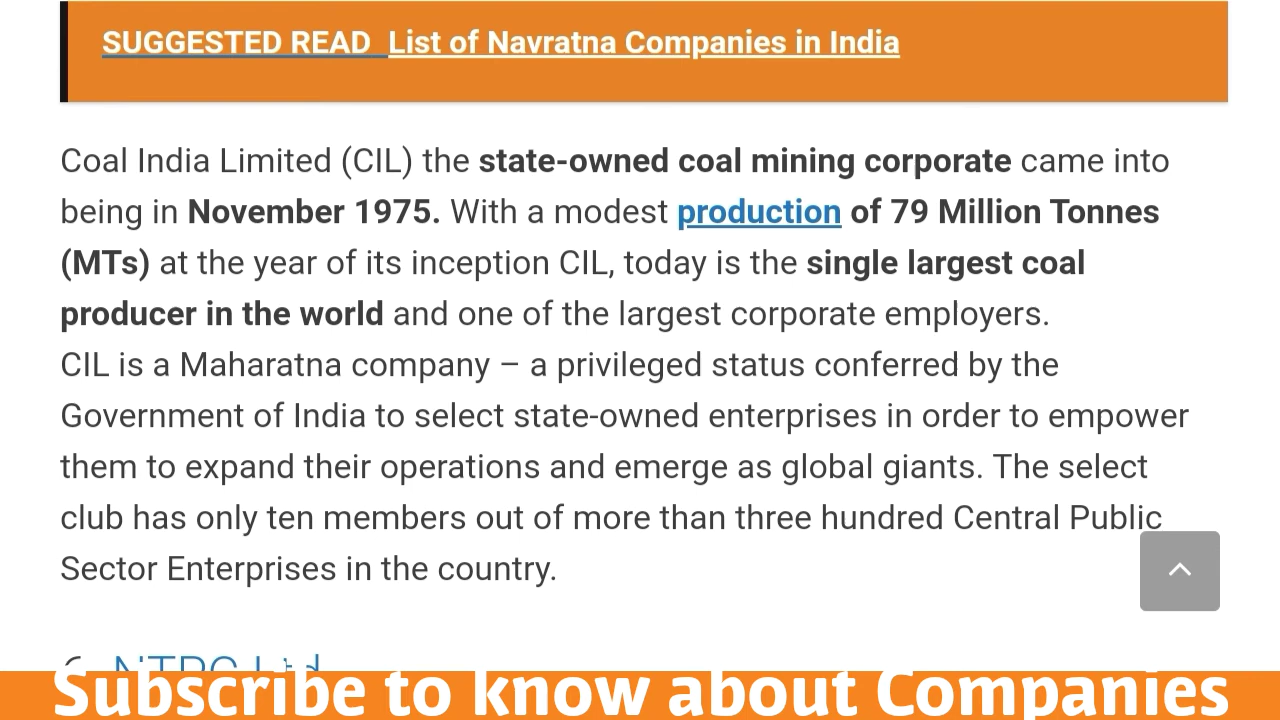 SUGGESTED READ  List of Navratna Companies in India
Coal India Limited (CIL) the state-owned coal mining corporate came into
being in November 1975. With a modest production of 79 Million Tonnes
(MTs) at the year of its inception CIL, today is the single largest coal
producer in the world and one of the largest corporate employers.
CIL is a Maharatna company – a privileged status conferred by the
Government of India to select state-owned enterprises in order to empower
them to expand their operations and emerge as global giants. The select
club has only ten members out of more than three hundred Central Public
Sector Enterprises in the country.
NTPC Ltd
Subscribe to know about Companies